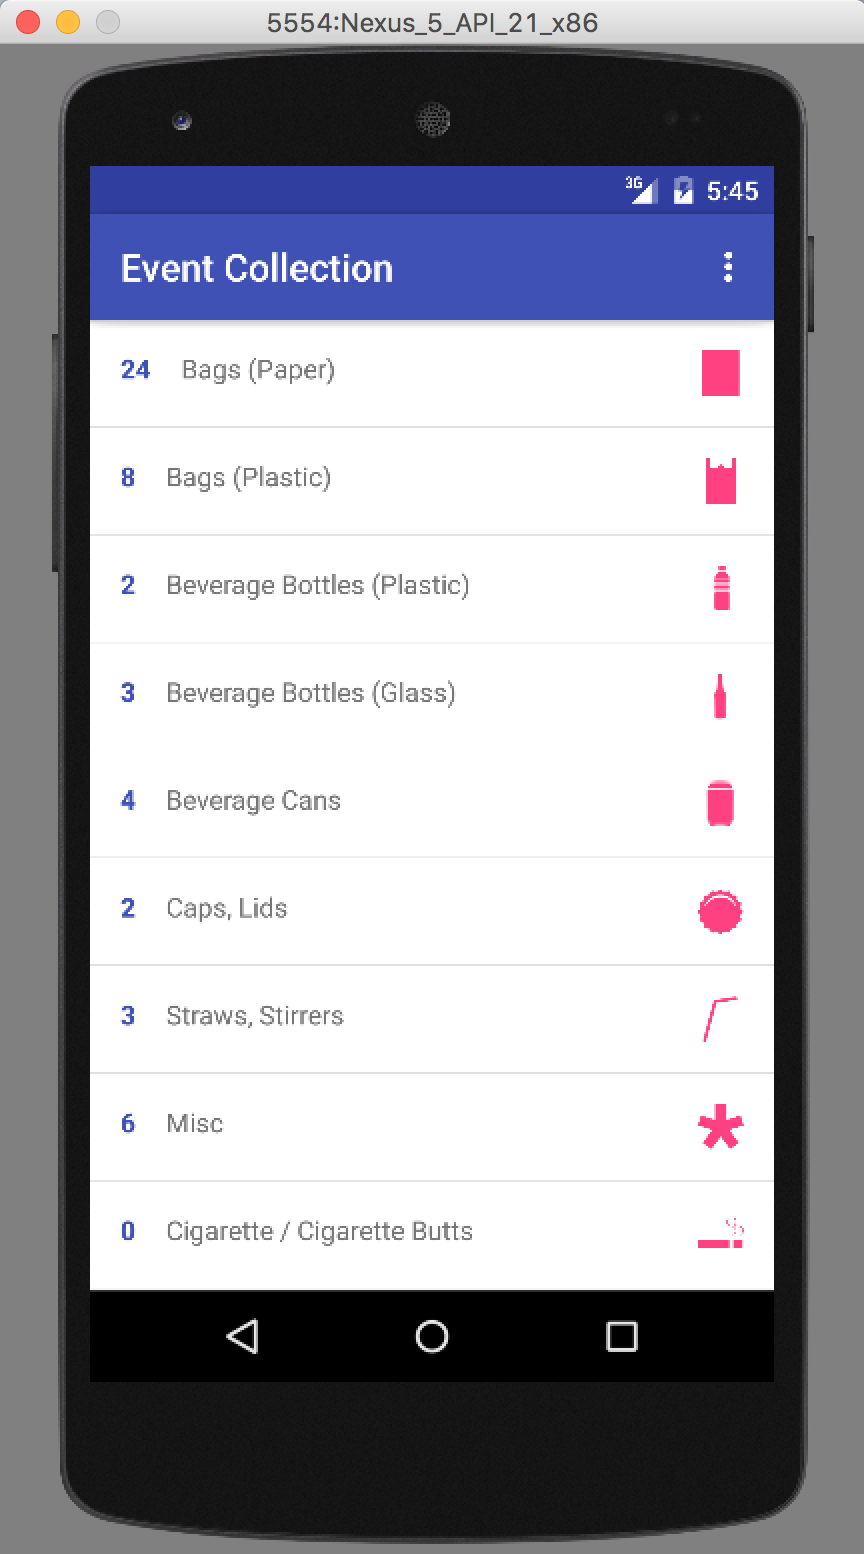 5554:Nexus_5_API_21_x86
3G 5:45
Event Collection
24 Bags (Paper)
8 Bags (Plastic)
2 Beverage Bottles (Plastic)
3 Beverage Bottles (Glass)
4 Beverage Cans
2 Caps, Lids
3 Straws, Stirrers
6 Misc
0 Cigarette / Cigarette Butts